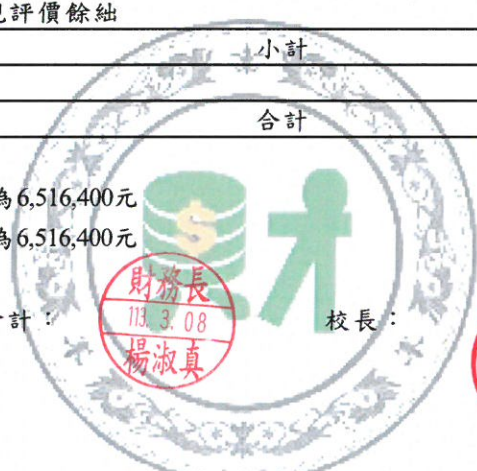 評價餘絀
小計
合計
為6,516,400元
為6,516,400元
計：
財務長
113. 3. 08
楊淑真
校長：
$